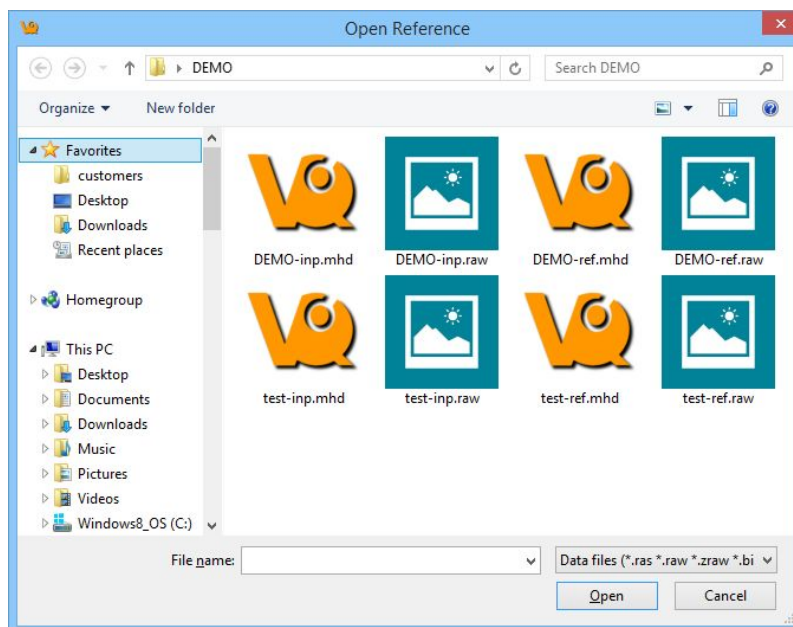 Open Reference
DEMO
Search DEMO
Organize
New folder
Favorites
customers
Desktop
Downloads
Recent places
Homegroup
This PC
Desktop
Documents
Downloads
Music
Pictures
Videos
Windows8_OS (C:)
DEMO-inp.mhd
DEMO-inp.raw
DEMO-ref.mhd
DEMO-ref.raw
test-inp.mhd
test-inp.raw
test-ref.mhd
test-ref.raw
File name:
Data files (*.ras *.raw *.zraw *.bi
Open
Cancel